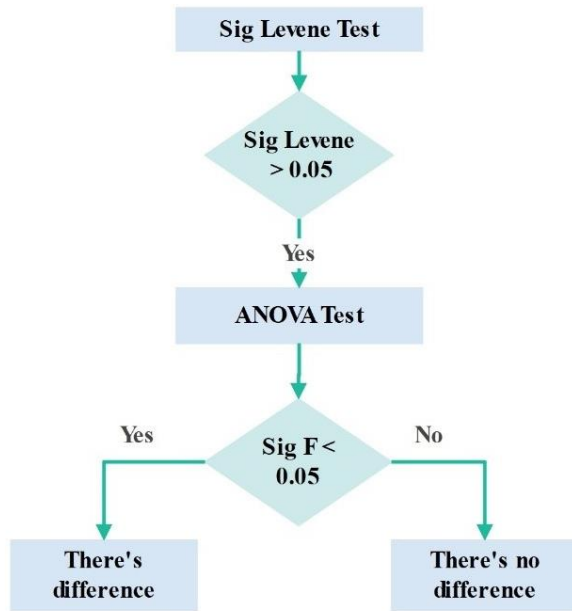 Sig Levene Test
Sig Levene
> 0.05
Yes
ANOVA Test
Yes
No
Sig F <
0.05
There's
difference
There's no
difference